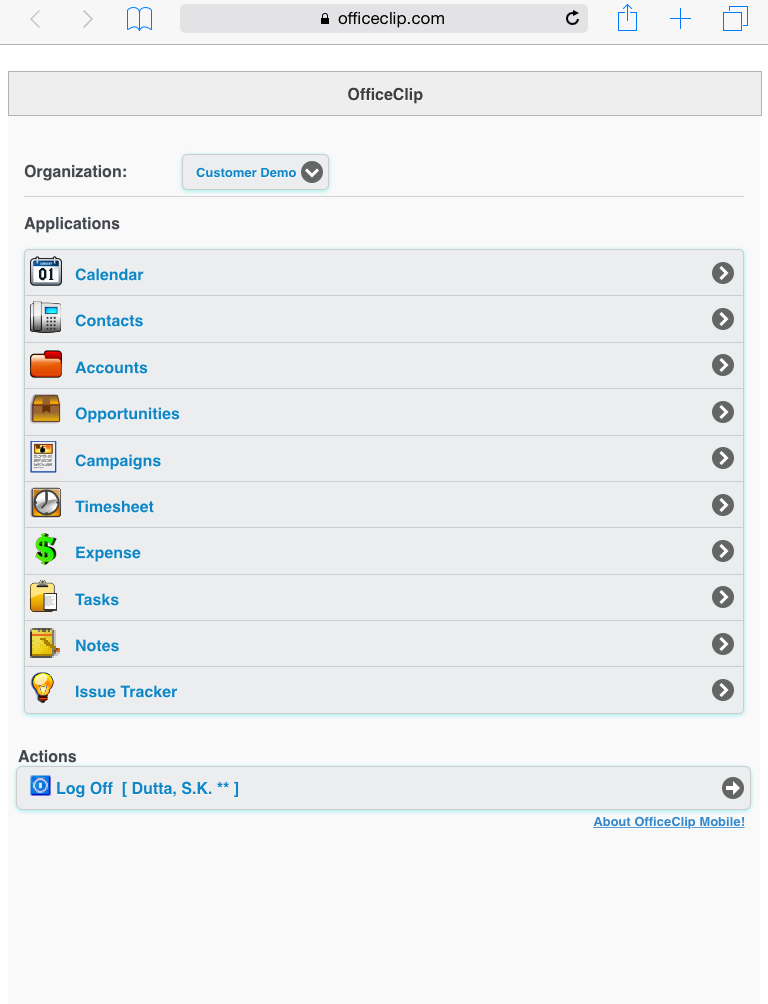 officeclip.com
OfficeClip
Organization:
Customer Demo
Applications
01
Calendar
Contacts
Accounts
Opportunities
Campaigns
Timesheet
$
Expense
Tasks
Notes
Issue Tracker
Actions
Log Off [ Dutta, S.K. ** ]
About OfficeClip Mobile!